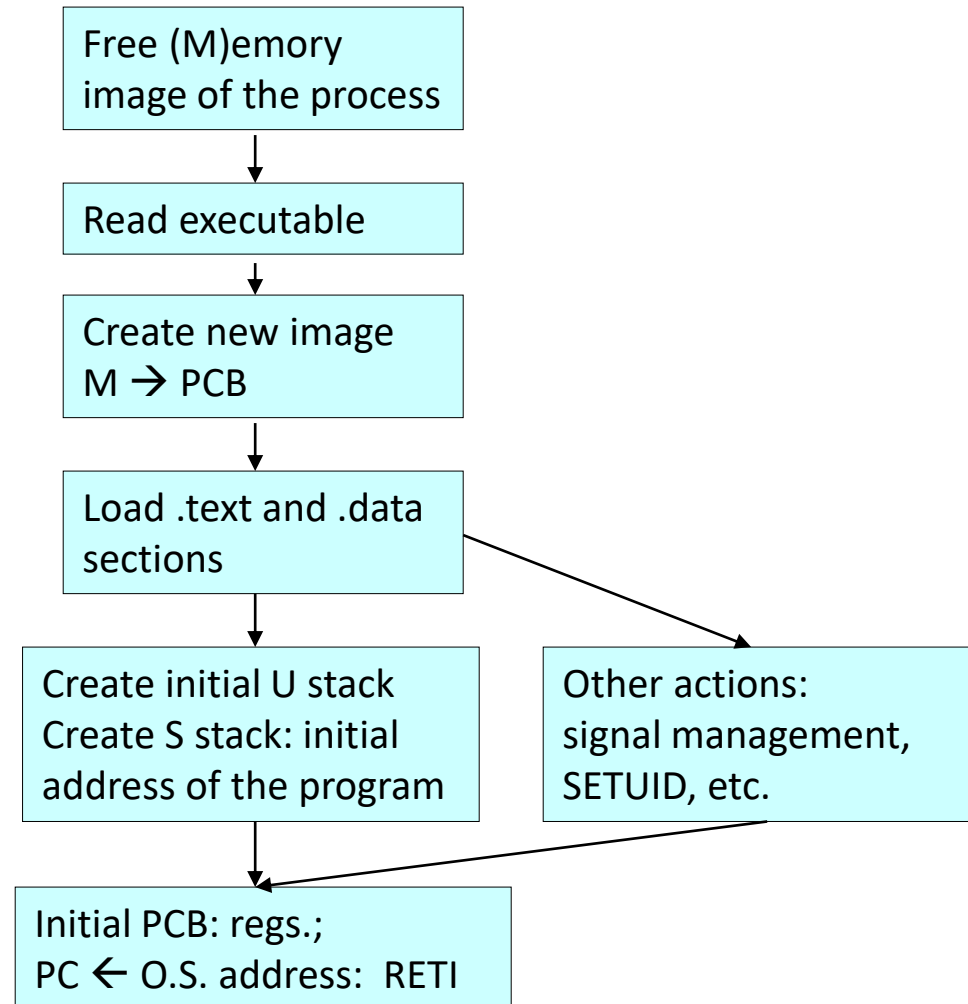 Free (M)emory
image of the process
Read executable
Create new image
M → PCB
Load .text and .data
sections
Create initial U stack
Create S stack: initial
address of the program
Other actions:
signal management,
SETUID, etc.
Initial PCB: regs.;
PC ← O.S. address: RETI